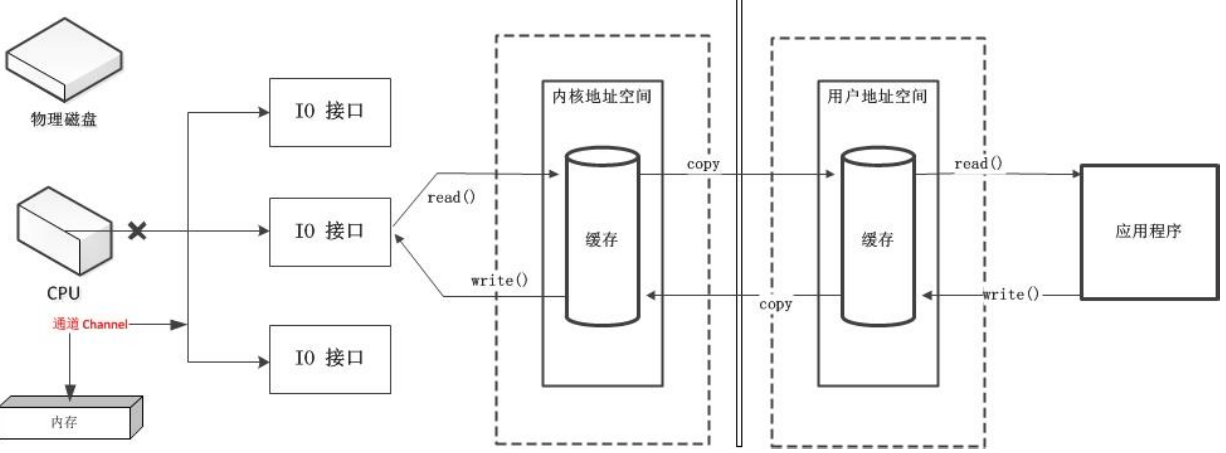 物理磁盘
CPU
通道 Channel
内存
IO 接口
IO 接口
IO 接口
read()
write()
内核地址空间
缓存
copy
copy
用户地址空间
缓存
read()
write()
应用程序